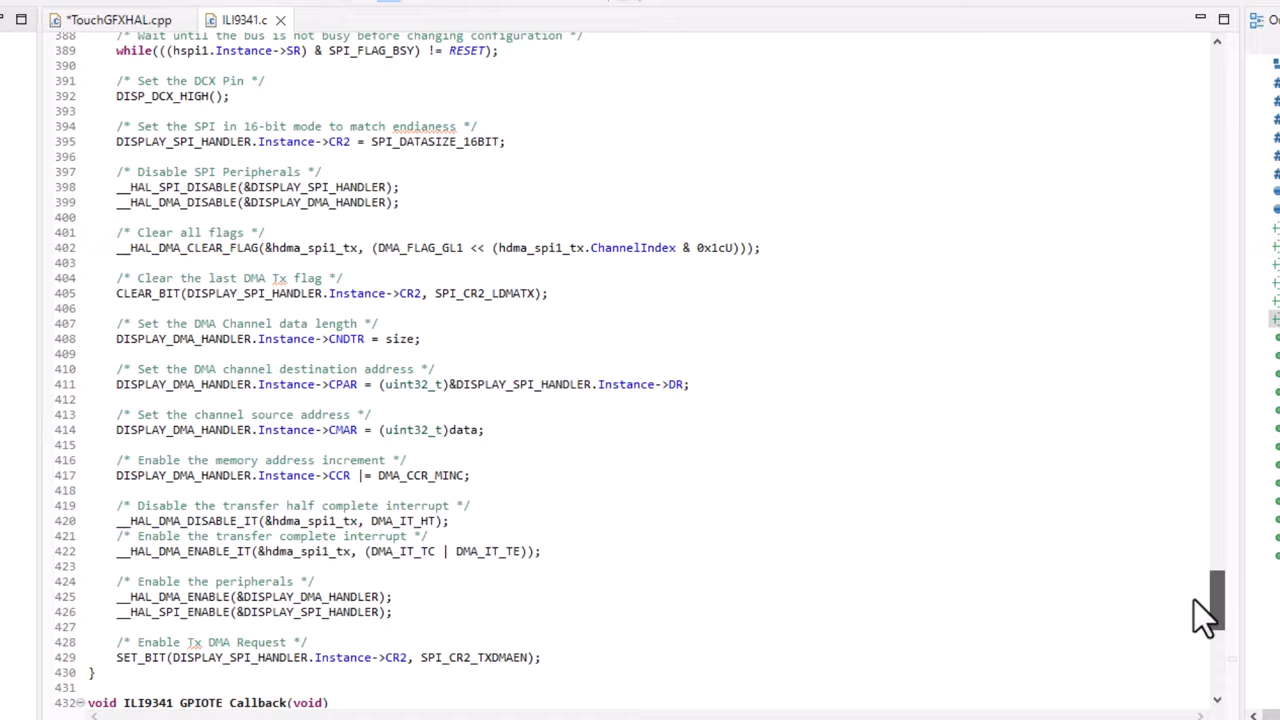 *TouchGFXHAL.cpp ILI9341.c
388 /* Wait until the bus is not busy before changing configuration */
389 while(((hspi1.Instance->SR) & SPI_FLAG_BSY) != RESET);
390
391 /* Set the DCX Pin */
392 DISP_DCX_HIGH();
393
394 /* Set the SPI in 16-bit mode to match endianess */
395 DISPLAY_SPI_HANDLER.Instance->CR2 = SPI_DATASIZE_16BIT;
396
397 /* Disable SPI Peripherals */
398 __HAL_SPI_DISABLE(&DISPLAY_SPI_HANDLER);
399 __HAL_DMA_DISABLE(&DISPLAY_DMA_HANDLER);
400
401 /* Clear all flags */
402 __HAL_DMA_CLEAR_FLAG(&hdma_spi1_tx, (DMA_FLAG_GL1 << (hdma_spi1_tx.ChannelIndex & 0x1cU)));
403
404 /* Clear the last DMA Tx flag */
405 CLEAR_BIT(DISPLAY_SPI_HANDLER.Instance->CR2, SPI_CR2_LDMATX);
406
407 /* Set the DMA Channel data length */
408 DISPLAY_DMA_HANDLER.Instance->CNDTR = size;
409
410 /* Set the DMA channel destination address */
411 DISPLAY_DMA_HANDLER.Instance->CPAR = (uint32_t)&DISPLAY_SPI_HANDLER.Instance->DR;
412
413 /* Set the channel source address */
414 DISPLAY_DMA_HANDLER.Instance->CMAR = (uint32_t)data;
415
416 /* Enable the memory address increment */
417 DISPLAY_DMA_HANDLER.Instance->CCR |= DMA_CCR_MINC;
418
419 /* Disable the transfer half complete interrupt */
420 __HAL_DMA_DISABLE_IT(&hdma_spi1_tx, DMA_IT_HT);
421 /* Enable the transfer complete interrupt */
422 __HAL_DMA_ENABLE_IT(&hdma_spi1_tx, (DMA_IT_TC | DMA_IT_TE));
423
424 /* Enable the peripherals */
425 __HAL_DMA_ENABLE(&DISPLAY_DMA_HANDLER);
426 __HAL_SPI_ENABLE(&DISPLAY_SPI_HANDLER);
427
428 /* Enable Tx DMA Request */
429 SET_BIT(DISPLAY_SPI_HANDLER.Instance->CR2, SPI_CR2_TXDMAEN);
430 }
431
432 void ILI9341_GPIOTE_Callback(void)